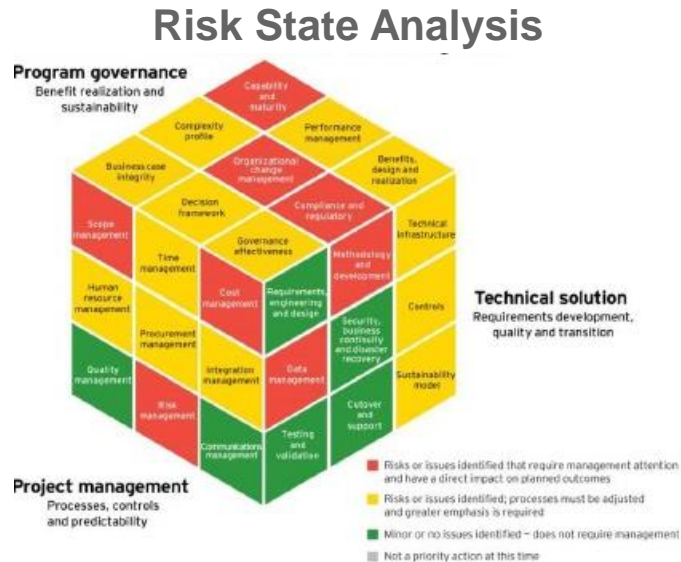 Risk State Analysis
Program governance
Benefit realization and
sustainability
Capability
and
maturity
Complexity
profile
Performance
management
Business case
integrity
Organizational
change
management
Benefits,
design and
realization
Decision
framework
Compliance and
regulatory
Governance
effectiveness
Scope
management
Time
management
Cost
management
Human
resource
management
Procurement
management
Integration
management
Quality
management
Risk
management
Communications
management
Requirements,
engineering
and design
Methodology
and
development
Technical
infrastructure
Data
management
Security,
business
continuity
and disaster
recovery
Controls
Testing
and
validation
Cutover
and
support
Sustainability
model
Technical solution
Requirements development,
quality and transition
Project management
Processes, controls
and predictability
Risks or issues identified that require management attention
and have a direct impact on planned outcomes
Risks or issues identified; processes must be adjusted
and greater emphasis is required
Minor or no issues identified – does not require management
Not a priority action at this time